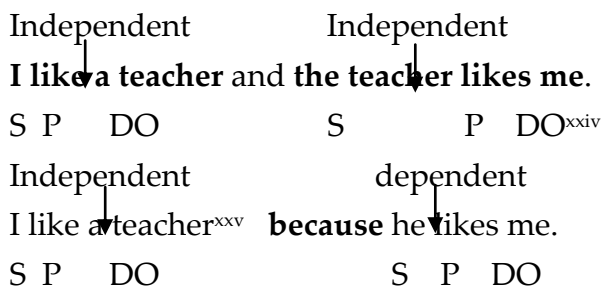 Independent Independent
I like a teacher and the teacher likes me.
S P DO S P DOxxiv
Independent dependent
I like a teacherxxv because he likes me.
S P DO S P DO